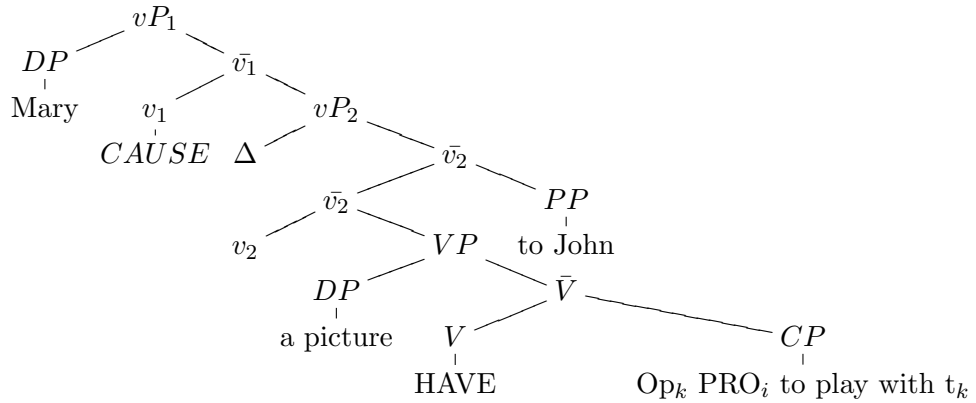 vP₁
DP v̄₁
Mary v₁ vP₂
CAUSE Δ v̄₂
v̄₂ PP
v₂ VP to John
DP V̄
a picture V CP
HAVE Opₖ PROᵢ to play with tₖ